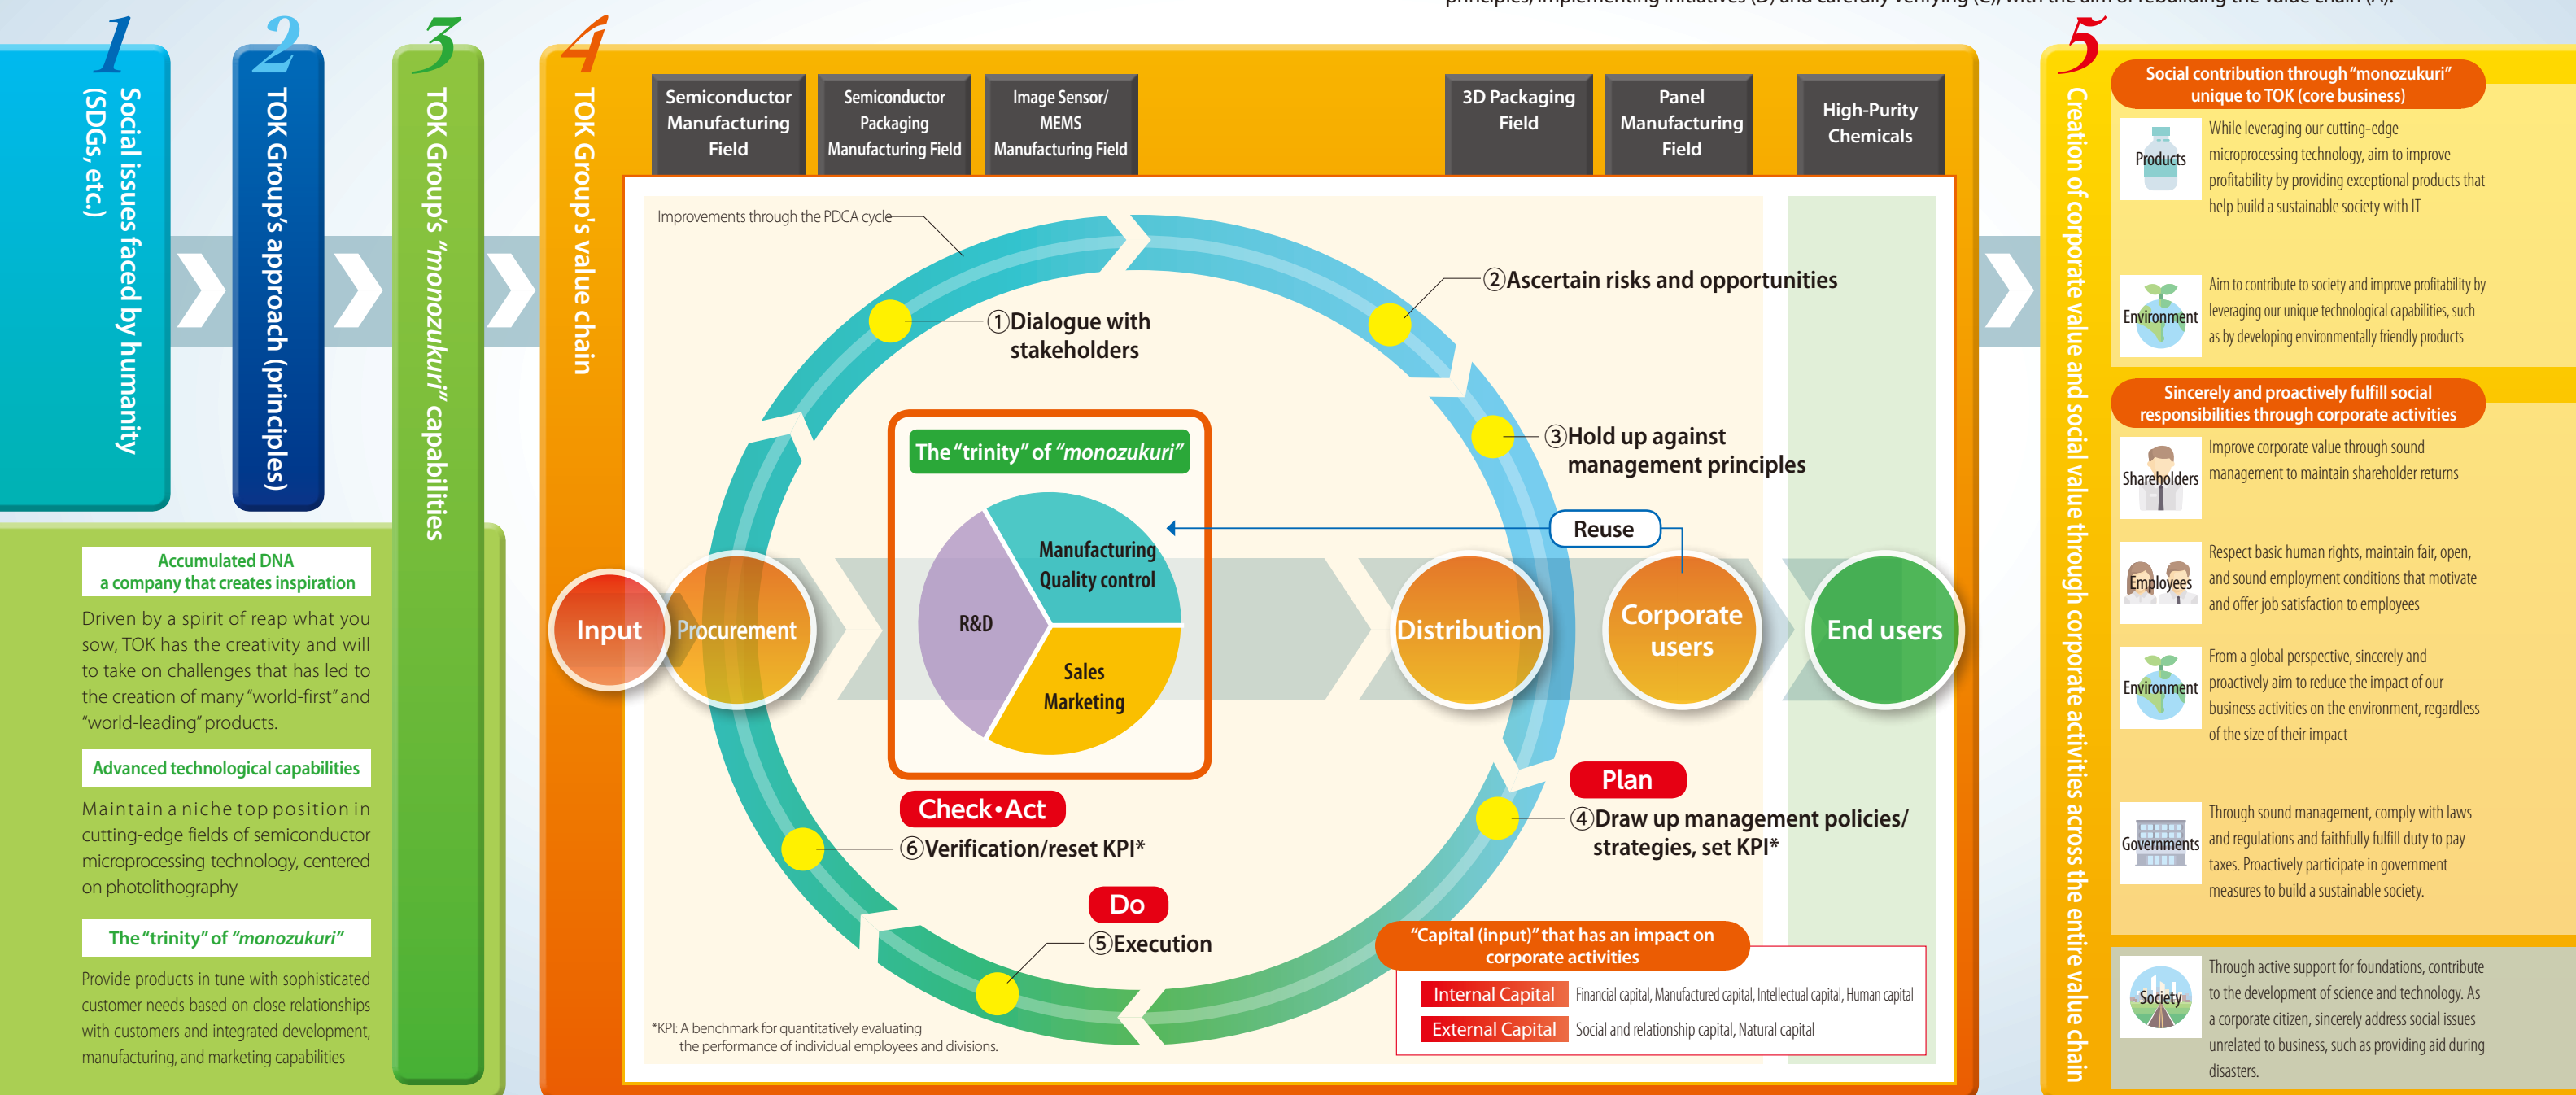 principles, implementing initiatives (D) and carefully verifying (C), with the aim of rebuilding the value chain (A).
1
Social issues faced by humanity
(SDGs, etc.)
2
TOK Group's approach (principles)
3
TOK Group's "monozukuri" capabilities
Accumulated DNA
a company that creates inspiration
Driven by a spirit of reap what you
sow, TOK has the creativity and will
to take on challenges that has led to
the creation of many "world-first" and
"world-leading" products.
Advanced technological capabilities
Maintain a niche top position in
cutting-edge fields of semiconductor
microprocessing technology, centered
on photolithography
The "trinity" of "monozukuri"
Provide products in tune with sophisticated
customer needs based on close relationships
with customers and integrated development,
manufacturing, and marketing capabilities
4
TOK Group's value chain
Semiconductor
Manufacturing
Field
Semiconductor
Packaging
Manufacturing Field
Image Sensor/
MEMS
Manufacturing Field
3D Packaging
Field
Panel
Manufacturing
Field
High-Purity
Chemicals
Improvements through the PDCA cycle
①Dialogue with
stakeholders
②Ascertain risks and opportunities
③Hold up against
management principles
The "trinity" of "monozukuri"
Manufacturing
Quality control
R&D
Sales
Marketing
Reuse
Input
Procurement
Distribution
Corporate
users
End users
Plan
④Draw up management policies/
strategies, set KPI*
Check・Act
⑥Verification/reset KPI*
Do
⑤Execution
"Capital (input)" that has an impact on
corporate activities
Internal Capital Financial capital, Manufactured capital, Intellectual capital, Human capital
External Capital Social and relationship capital, Natural capital
*KPI: A benchmark for quantitatively evaluating
the performance of individual employees and divisions.
5
Creation of corporate value and social value through corporate activities across the entire value chain
Social contribution through "monozukuri"
unique to TOK (core business)
Products
While leveraging our cutting-edge
microprocessing technology, aim to improve
profitability by providing exceptional products that
help build a sustainable society with IT
Environment
Aim to contribute to society and improve profitability by
leveraging our unique technological capabilities, such
as by developing environmentally friendly products
Sincerely and proactively fulfill social
responsibilities through corporate activities
Shareholders
Improve corporate value through sound
management to maintain shareholder returns
Employees
Respect basic human rights, maintain fair, open,
and sound employment conditions that motivate
and offer job satisfaction to employees
Environment
From a global perspective, sincerely and
proactively aim to reduce the impact of our
business activities on the environment, regardless
of the size of their impact
Governments
Through sound management, comply with laws
and regulations and faithfully fulfill duty to pay
taxes. Proactively participate in government
measures to build a sustainable society.
Society
Through active support for foundations, contribute
to the development of science and technology. As
a corporate citizen, sincerely address social issues
unrelated to business, such as providing aid during
disasters.